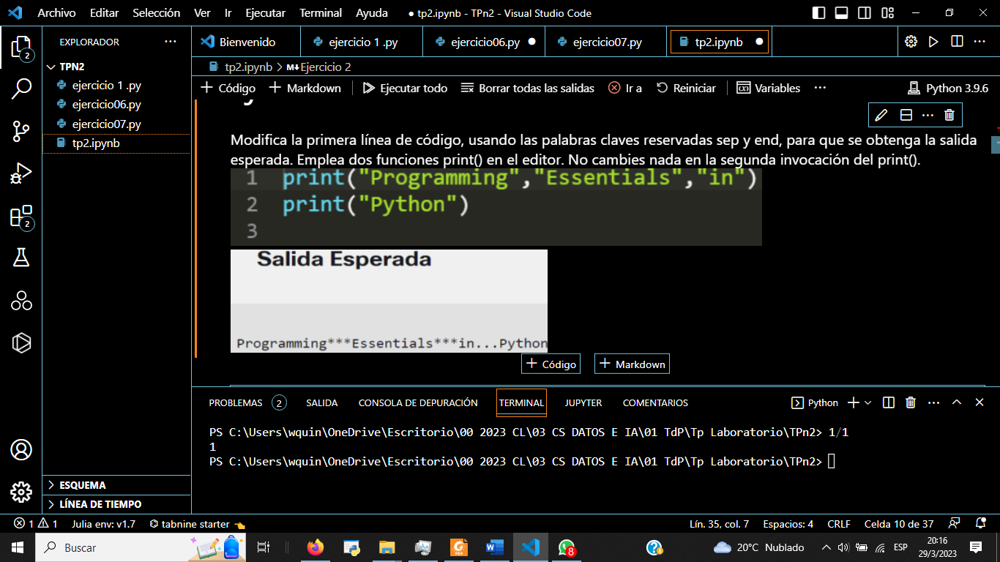 Archivo Editar Selección Ver Ir Ejecutar Terminal Ayuda ● tp2.ipynb - TPn2 - Visual Studio Code
EXPLORADOR ···
Bienvenido ejercicio 1 .py ejercicio06.py ● ejercicio07.py tp2.ipynb ●
TPN2
ejercicio 1 .py
ejercicio06.py
ejercicio07.py
tp2.ipynb
2
2
tp2.ipynb > M↓Ejercicio 2
+ Código + Markdown Ejecutar todo Borrar todas las salidas Ir a Reiniciar Variables ··· Python 3.9.6
Modifica la primera línea de código, usando las palabras claves reservadas sep y end, para que se obtenga la salida
esperada. Emplea dos funciones print() en el editor. No cambies nada en la segunda invocación del print().
1 print("Programming","Essentials","in")
2 print("Python")
3
Salida Esperada
Programming***Essentials***in...Python
+ Código + Markdown
PROBLEMAS 2 SALIDA CONSOLA DE DEPURACIÓN TERMINAL JUPYTER COMENTARIOS Python
PS C:\Users\wquin\OneDrive\Escritorio\00 2023 CL\03 CS DATOS E IA\01 TdP\Tp Laboratorio\TPn2> 1/1
1
PS C:\Users\wquin\OneDrive\Escritorio\00 2023 CL\03 CS DATOS E IA\01 TdP\Tp Laboratorio\TPn2>
ESQUEMA
LÍNEA DE TIEMPO
1 1 Julia env: v1.7 tabnine starter Lín. 35, col. 7 Espacios: 4 CRLF Celda 10 de 37
Buscar 8 20°C Nublado ESP 20:16
29/3/2023